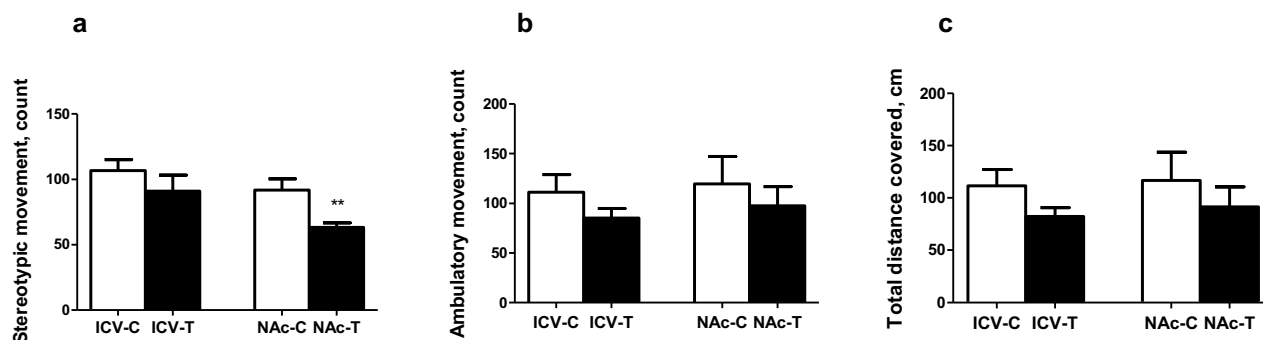 a
Stereotypic movement, count
150
100
50
0
**
ICV-C ICV-T NAc-C NAc-T
b
Ambulatory movement, count
200
150
100
50
0
ICV-C ICV-T NAc-C NAc-T
c
Total distance covered, cm
200
150
100
50
0
ICV-C ICV-T NAc-C NAc-T